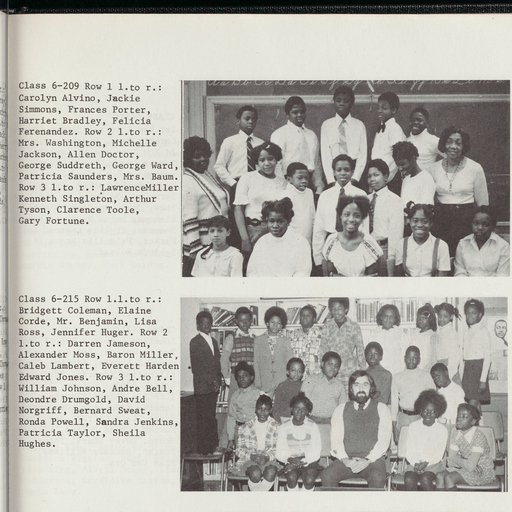 Class 6-209 Row 1 l.to r.:
Carolyn Alvino, Jackie
Simmons, Frances Porter,
Harriet Bradley, Felicia
Ferenandez. Row 2 l.to r.:
Mrs. Washington, Michelle
Jackson, Allen Doctor,
George Suddreth, George Ward,
Patricia Saunders, Mrs. Baum.
Row 3 l.to r.: LawrenceMiller
Kenneth Singleton, Arthur
Tyson, Clarence Toole,
Gary Fortune.
Class 6-215 Row 1.l.to r.:
Bridgett Coleman, Elaine
Corde, Mr. Benjamin, Lisa
Ross, Jennifer Huger. Row 2
l.to r.: Darren Jameson,
Alexander Moss, Baron Miller,
Caleb Lambert, Everett Harden
Edward Jones. Row 3 l.to r.:
William Johnson, Andre Bell,
Deondre Drumgold, David
Norgriff, Bernard Sweat,
Ronda Powell, Sandra Jenkins,
Patricia Taylor, Sheila
Hughes.